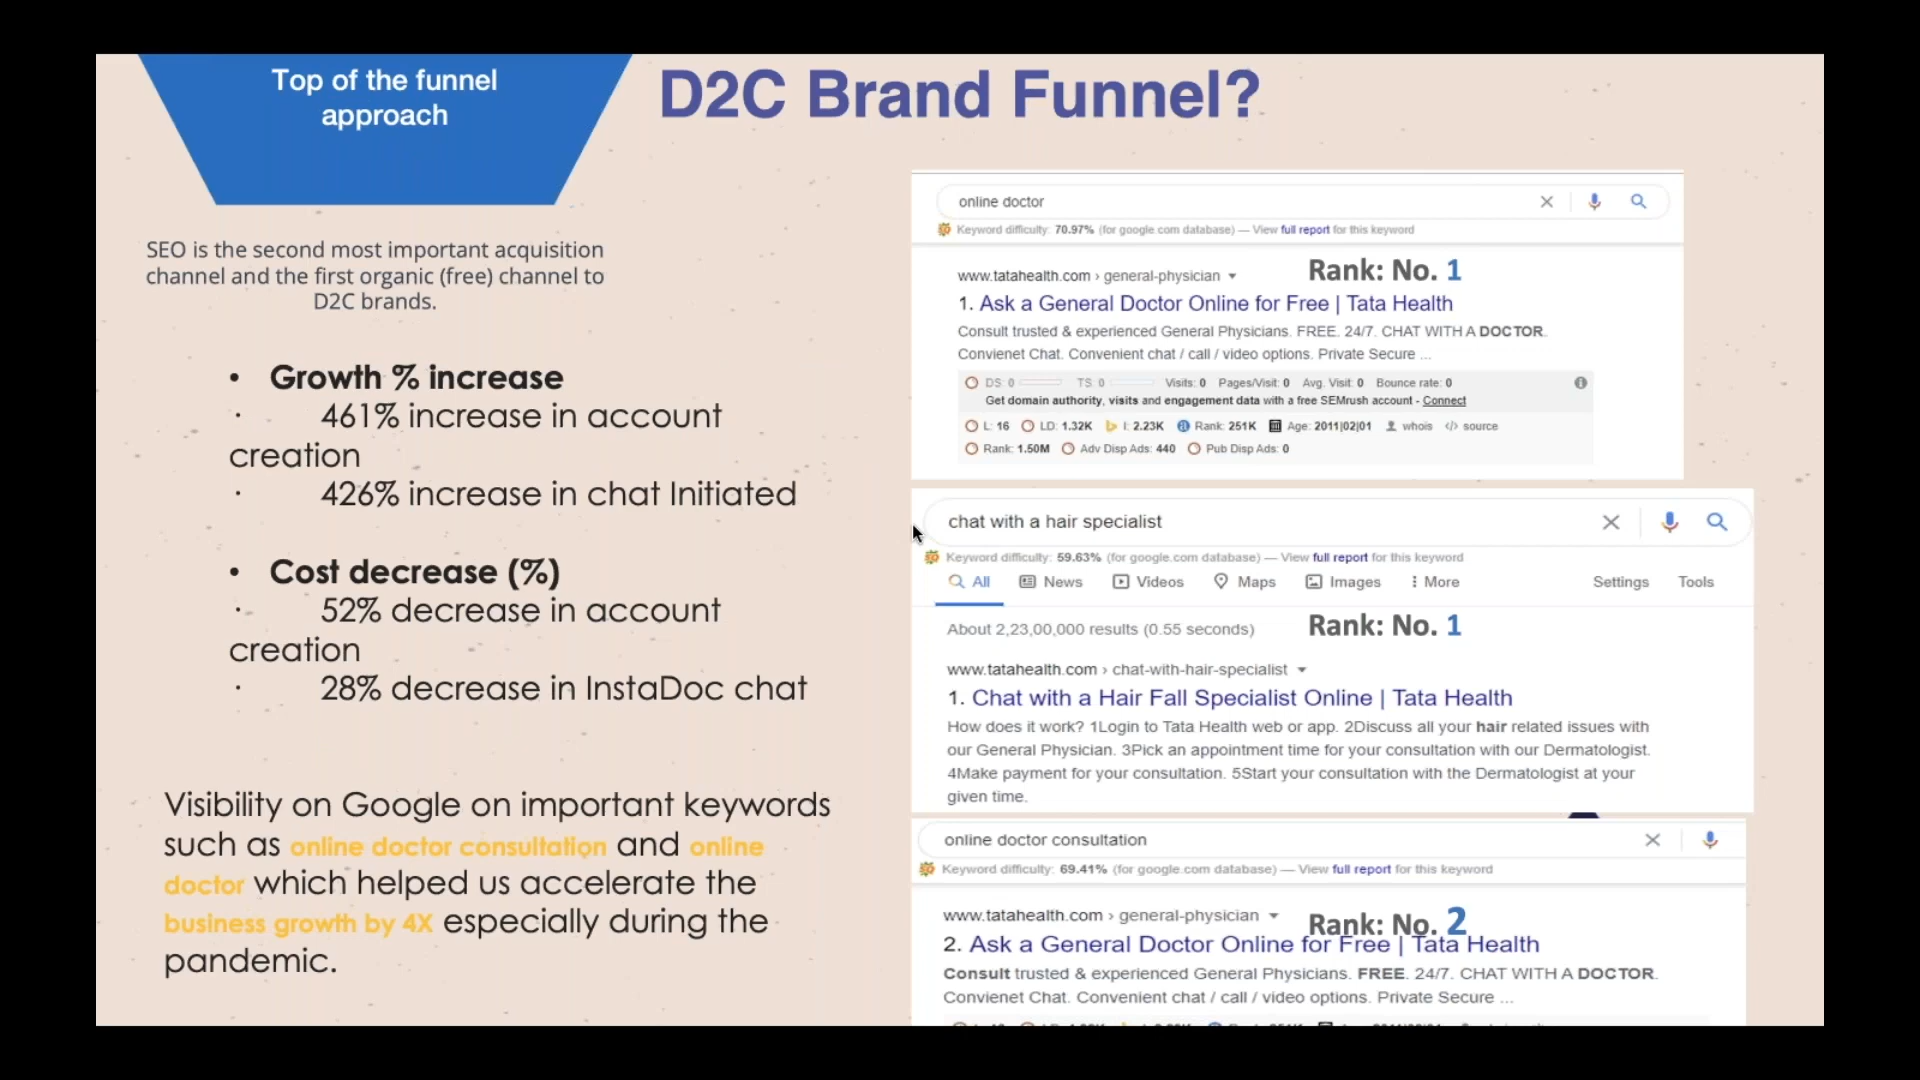 Top of the funnel
approach
D2C Brand Funnel?
SEO is the second most important acquisition
channel and the first organic (free) channel to
D2C brands.
• Growth % increase
· 461% increase in account
creation
· 426% increase in chat Initiated
• Cost decrease (%)
· 52% decrease in account
creation
· 28% decrease in InstaDoc chat
Visibility on Google on important keywords
such as online doctor consultation and online
doctor which helped us accelerate the
business growth by 4X especially during the
pandemic.
online doctor
Keyword difficulty: 70.97% (for google.com database) — View full report for this keyword
www.tatahealth.com › general-physician
Rank: No. 1
1. Ask a General Doctor Online for Free | Tata Health
Consult trusted & experienced General Physicians. FREE. 24/7. CHAT WITH A DOCTOR.
Convienet Chat. Convenient chat / call / video options. Private Secure ...
DS: 0 TS: 0 Visits: 0 Pages/Visit: 0 Avg. Visit: 0 Bounce rate: 0
Get domain authority, visits and engagement data with a free SEMrush account - Connect
L: 16 LD: 1.32K I: 2.23K Rank: 251K Age: 2011|02|01 whois </> source
Rank: 1.50M Adv Disp Ads: 440 Pub Disp Ads: 0
chat with a hair specialist
Keyword difficulty: 59.63% (for google.com database) — View full report for this keyword
All News Videos Maps Images More Settings Tools
About 2,23,00,000 results (0.55 seconds)
Rank: No. 1
www.tatahealth.com › chat-with-hair-specialist
1. Chat with a Hair Fall Specialist Online | Tata Health
How does it work? 1Login to Tata Health web or app. 2Discuss all your hair related issues with
our General Physician. 3Pick an appointment time for your consultation with our Dermatologist.
4Make payment for your consultation. 5Start your consultation with the Dermatologist at your
given time.
online doctor consultation
Keyword difficulty: 69.41% (for google.com database) — View full report for this keyword
www.tatahealth.com › general-physician
Rank: No. 2
2. Ask a General Doctor Online for Free | Tata Health
Consult trusted & experienced General Physicians. FREE. 24/7. CHAT WITH A DOCTOR.
Convienet Chat. Convenient chat / call / video options. Private Secure ...